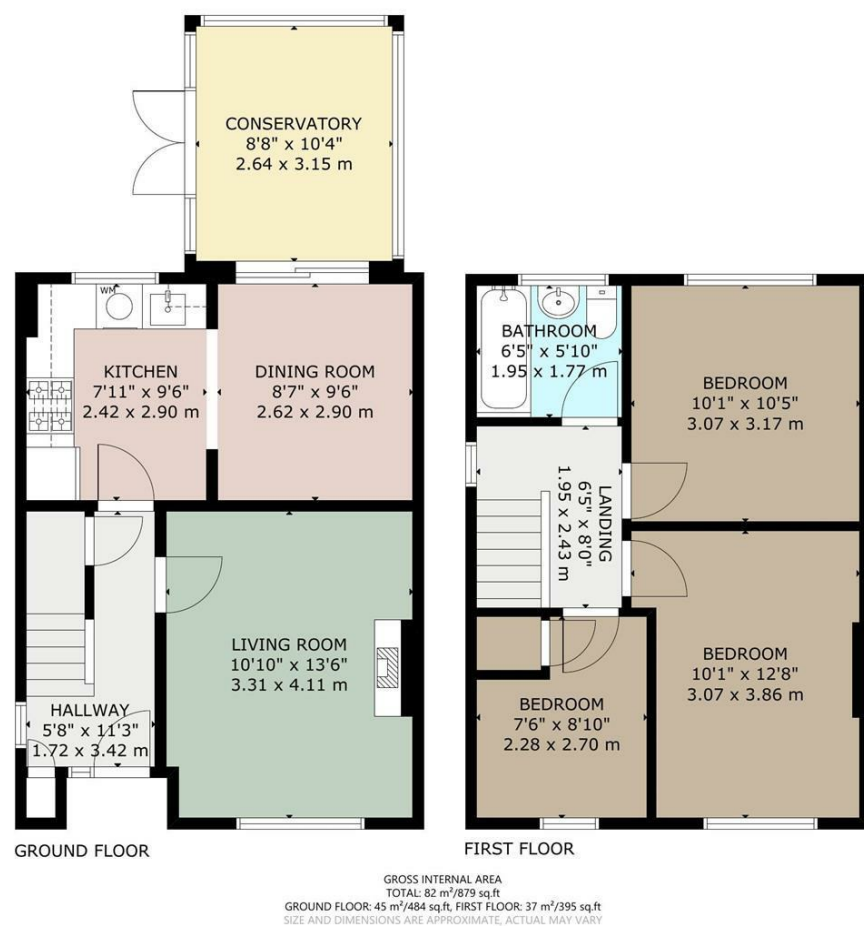 CONSERVATORY
8'8" x 10'4"
2.64 x 3.15 m
WM
KITCHEN
7'11" x 9'6"
2.42 x 2.90 m
DINING ROOM
8'7" x 9'6"
2.62 x 2.90 m
LIVING ROOM
10'10" x 13'6"
3.31 x 4.11 m
HALLWAY
5'8" x 11'3"
1.72 x 3.42 m
GROUND FLOOR
BATHROOM
6'5" x 5'10"
1.95 x 1.77 m
BEDROOM
10'1" x 10'5"
3.07 x 3.17 m
LANDING
6'5" x 8'0"
1.95 x 2.43 m
BEDROOM
10'1" x 12'8"
3.07 x 3.86 m
BEDROOM
7'6" x 8'10"
2.28 x 2.70 m
FIRST FLOOR
GROSS INTERNAL AREA
TOTAL: 82 m²/879 sq.ft
GROUND FLOOR: 45 m²/484 sq.ft, FIRST FLOOR: 37 m²/395 sq.ft
SIZE AND DIMENSIONS ARE APPROXIMATE, ACTUAL MAY VARY